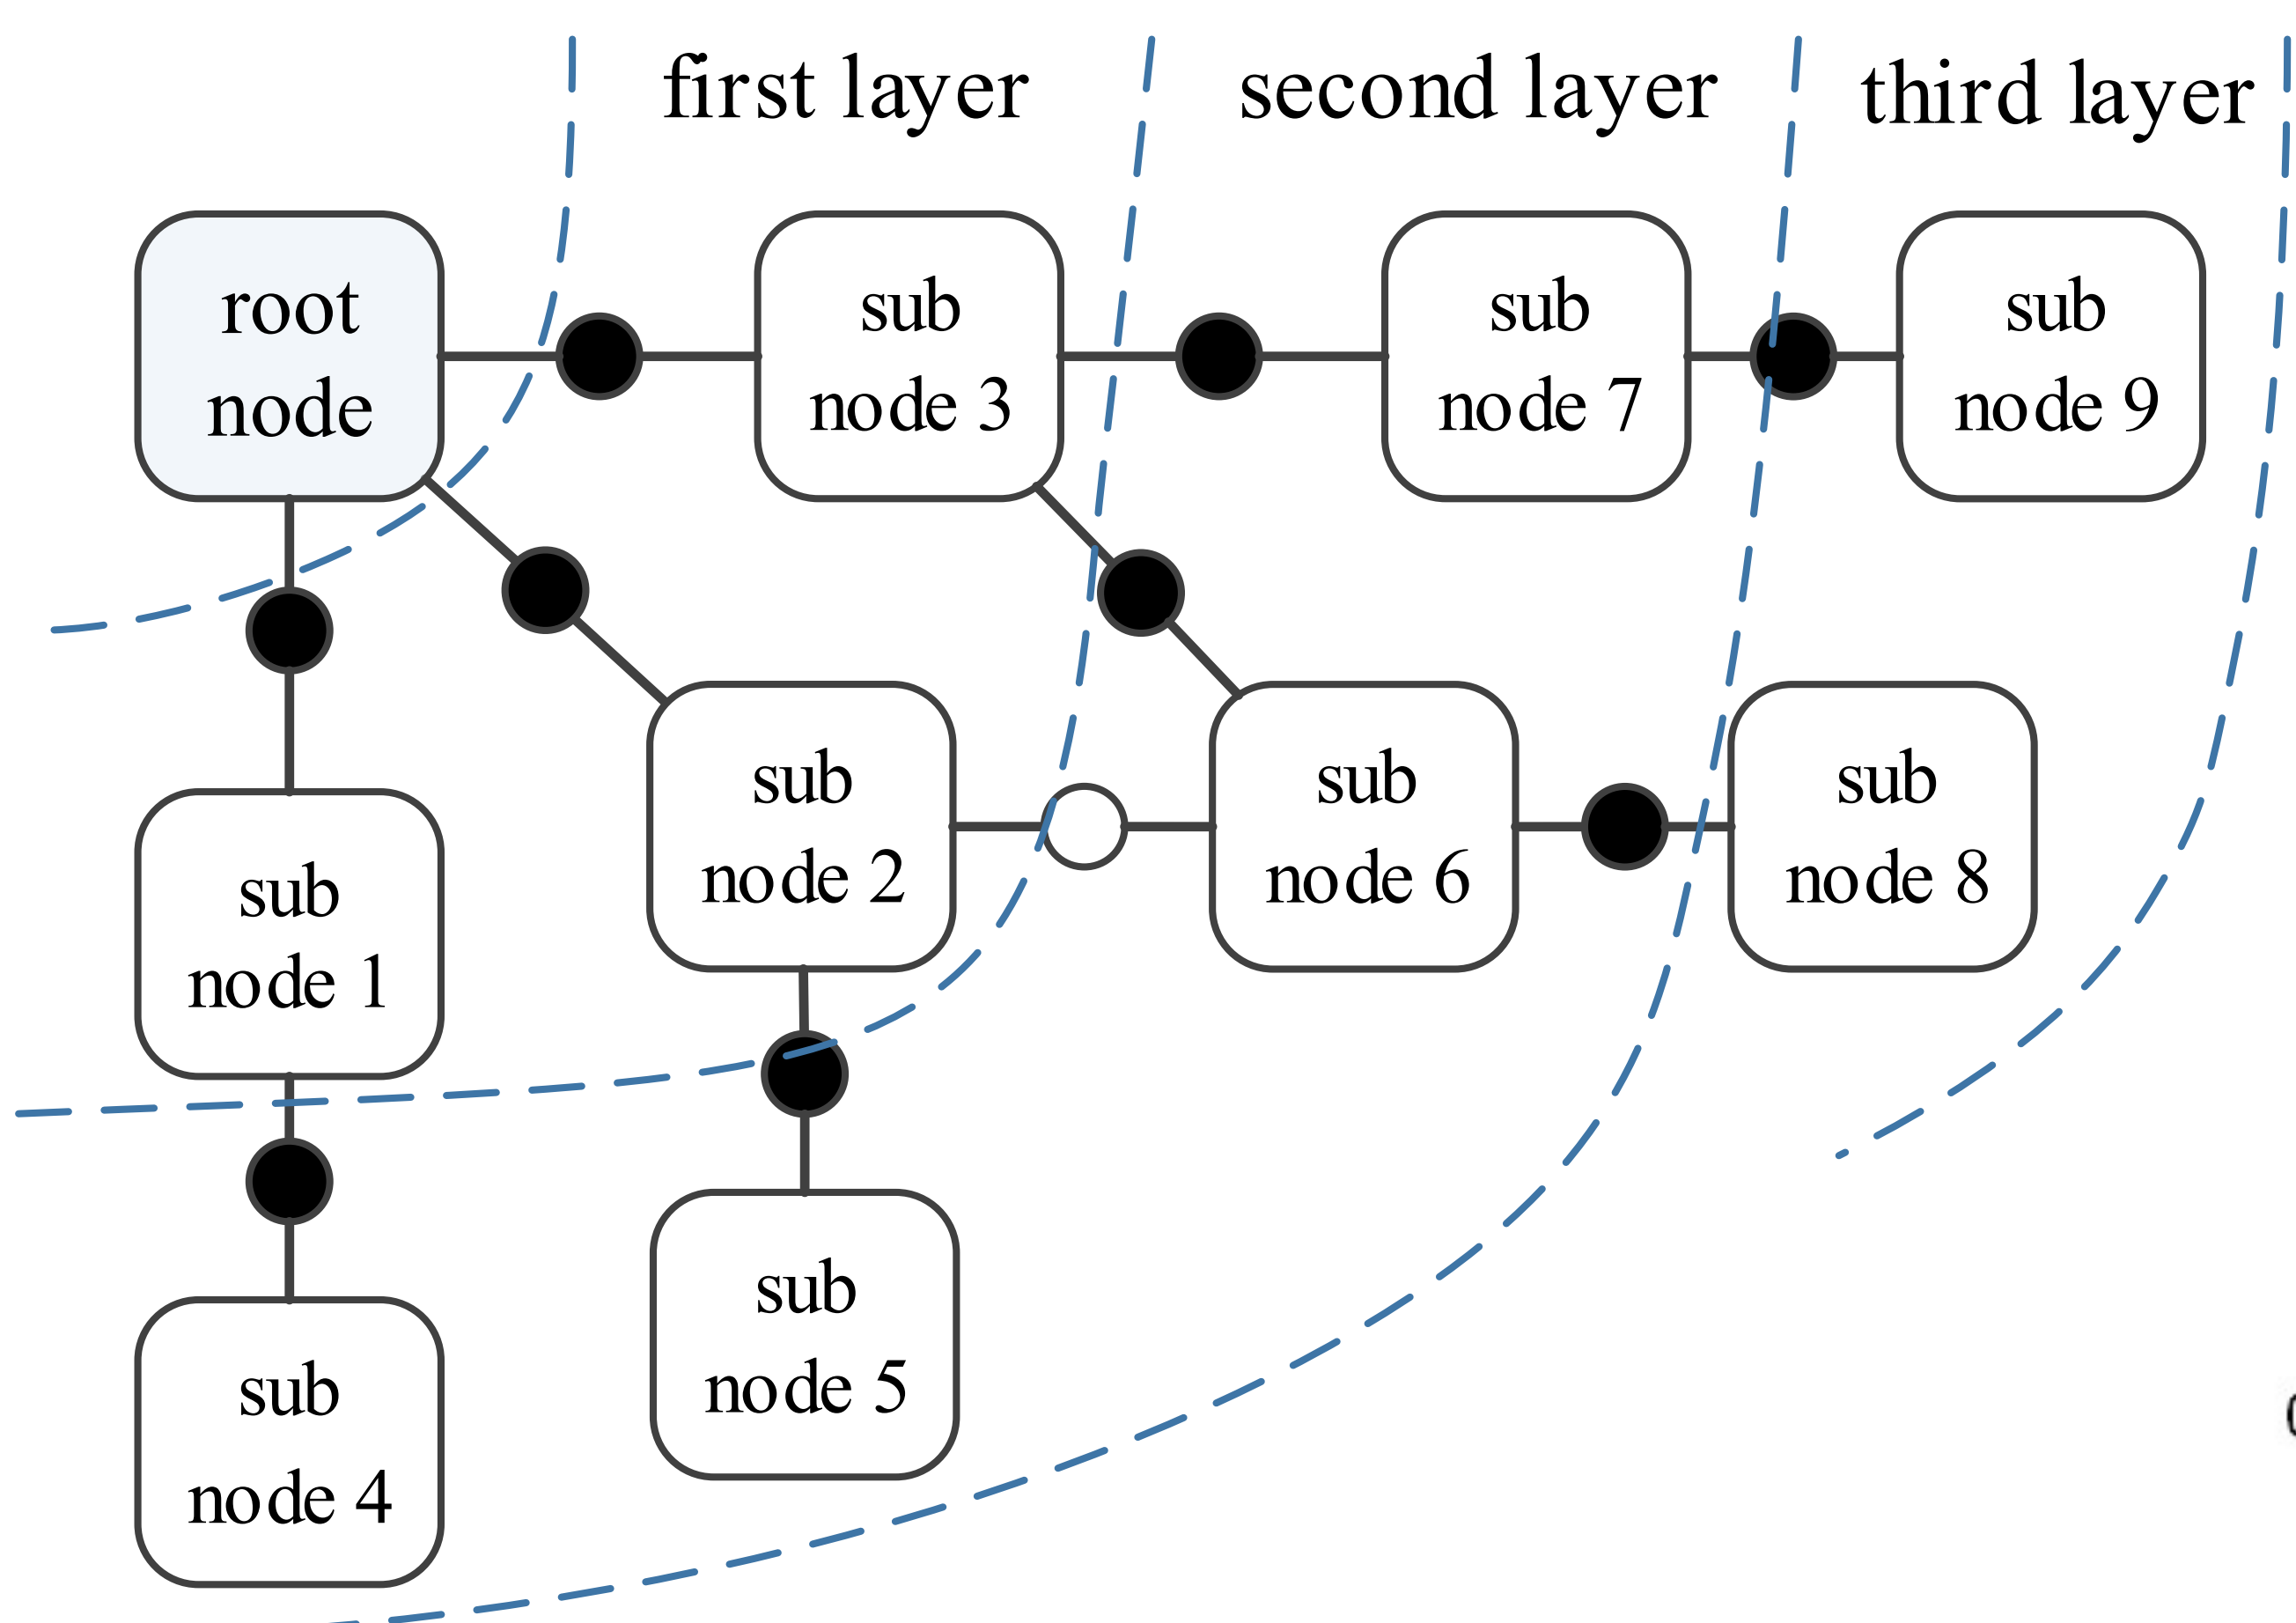 first layer
second layer
third layer
root
node
sub
node 3
sub
node 7
sub
node 9
sub
node 1
sub
node 2
sub
node 6
sub
node 8
sub
node 4
sub
node 5